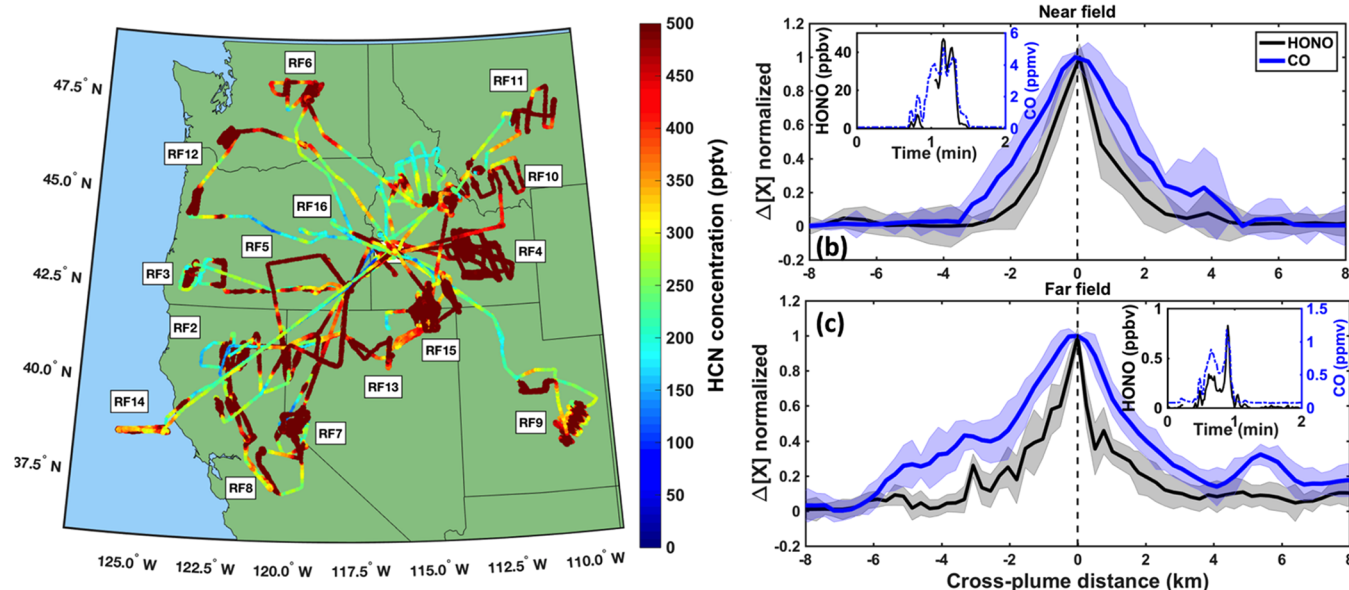 47.5° N
45.0° N
42.5° N
40.0° N
37.5° N
125.0° W
122.5° W
120.0° W
117.5° W
115.0° W
112.5° W
110.0° W
RF6
RF11
RF12
RF10
RF16
RF5
RF4
RF3
RF2
RF15
RF13
RF14
RF9
RF7
RF8
HCN concentration (pptv)
500
450
400
350
300
250
200
150
100
50
0
Near field
Δ[X] normalized
1.2
1
0.8
0.6
0.4
0.2
0
-0.2
-8
-6
-4
-2
0
2
4
6
8
(b)
HONO
CO
HONO (ppbv)
40
20
0
CO (ppmv)
6
4
2
0
0
1
2
Time (min)
Far field
Δ[X] normalized
1.2
1
0.8
0.6
0.4
0.2
0
-0.2
-8
-6
-4
-2
0
2
4
6
8
Cross-plume distance (km)
(c)
HONO (ppbv)
1
0.5
0
CO (ppmv)
1.5
1
0.5
0
0
1
2
Time (min)